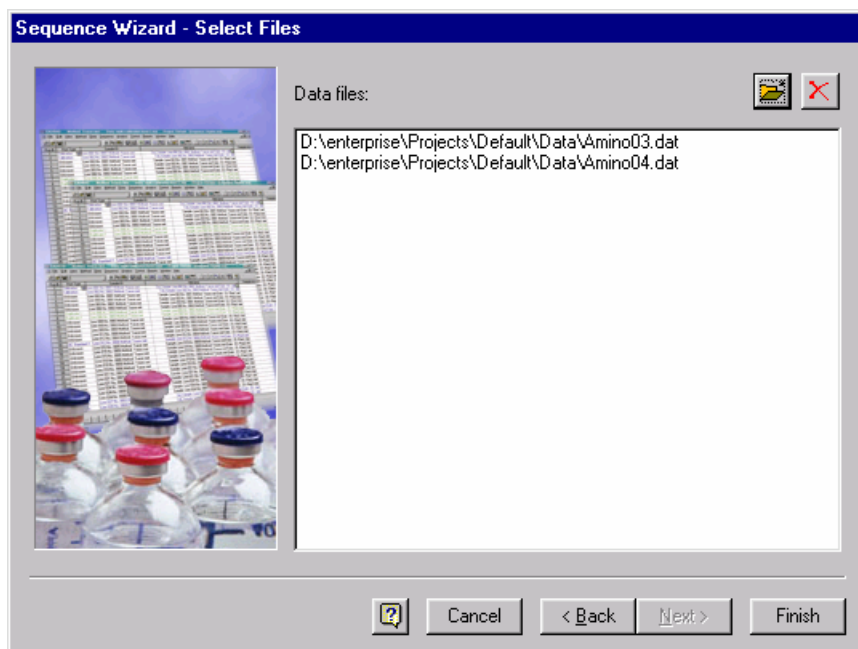 Sequence Wizard - Select Files
Data files:
D:\enterprise\Projects\Default\Data\Amino03.dat
D:\enterprise\Projects\Default\Data\Amino04.dat
?
Cancel
< Back
Next >
Finish